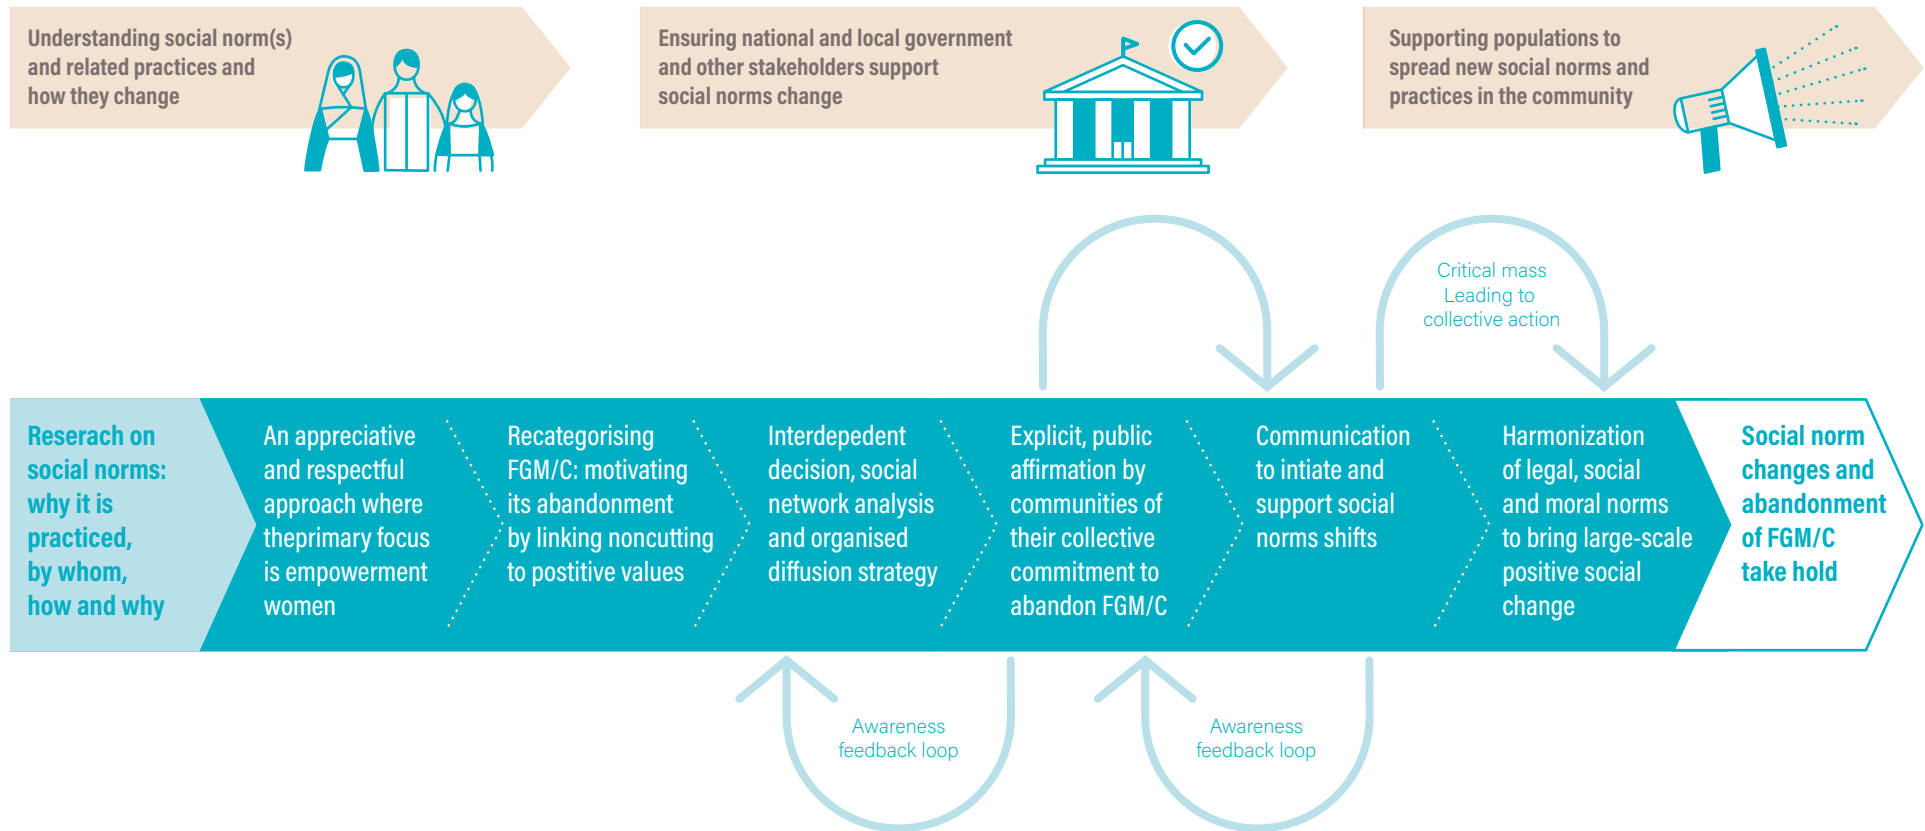 Understanding social norm(s)
and related practices and
how they change
Ensuring national and local government
and other stakeholders support
social norms change
Supporting populations to
spread new social norms and
practices in the community
Critical mass
Leading to
collective action
Reserach on
social norms:
why it is
practiced,
by whom,
how and why
An appreciative
and respectful
approach where
theprimary focus
is empowerment
women
Recategorising
FGM/C: motivating
its abandonment
by linking noncutting
to postitive values
Interdepedent
decision, social
network analysis
and organised
diffusion strategy
Explicit, public
affirmation by
communities of
their collective
commitment to
abandon FGM/C
Communication
to intiate and
support social
norms shifts
Harmonization
of legal, social
and moral norms
to bring large-scale
positive social
change
Social norm
changes and
abandonment
of FGM/C
take hold
Awareness
feedback loop
Awareness
feedback loop